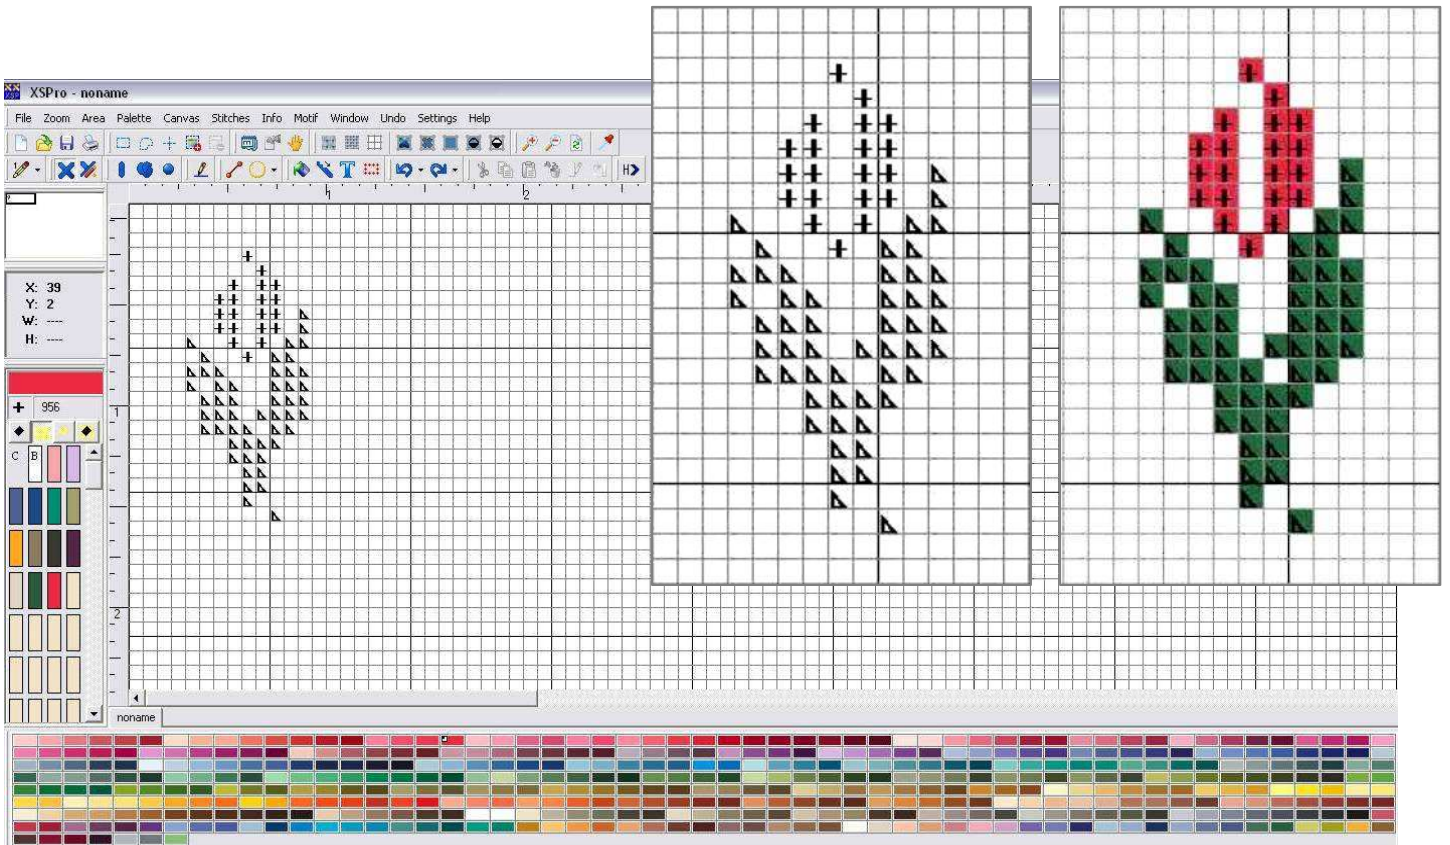 XSPro - noname
File Zoom Area Palette Canvas Stitches Info Motif Window Undo Settings Help
H
1 2
X: 39
Y: 2
W: ----
H: ----
956
C B
1
2
noname